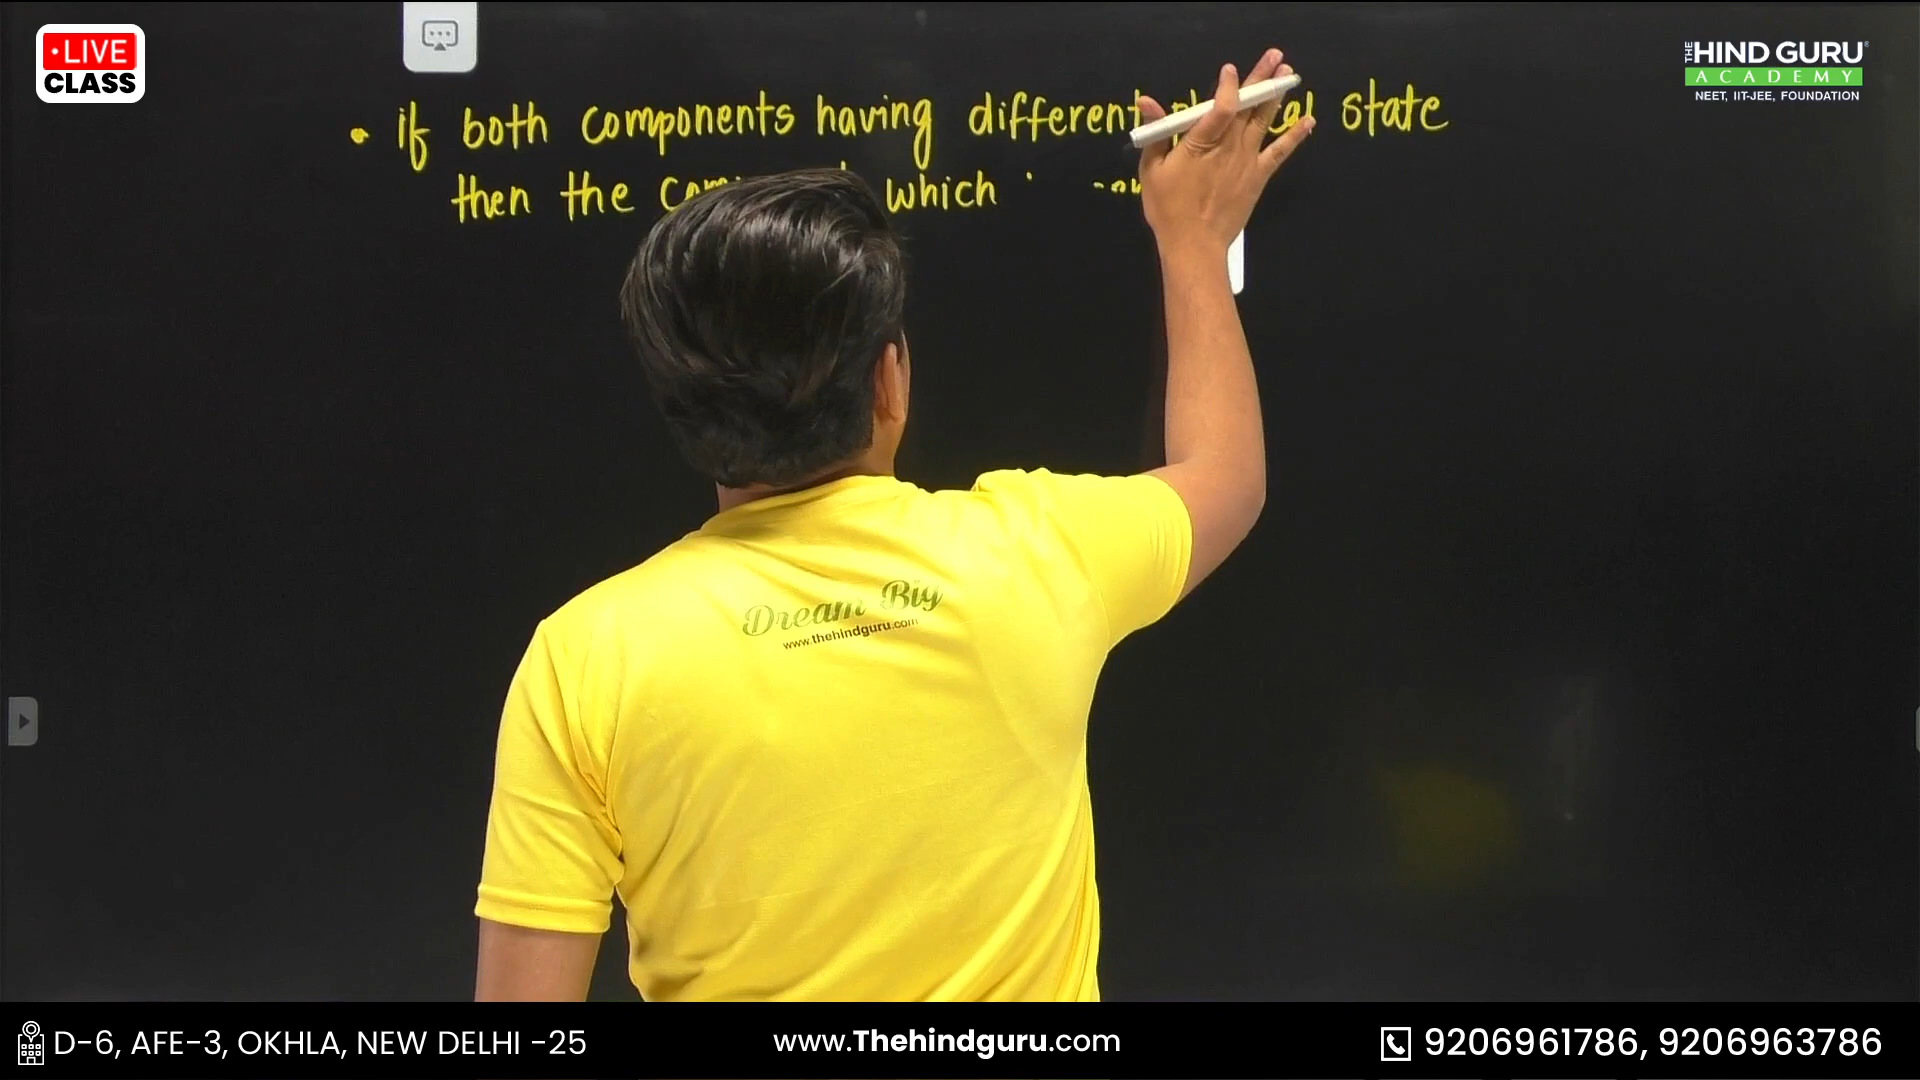 LIVE
CLASS
THE HIND GURU
ACADEMY
NEET, IIT-JEE, FOUNDATION
• if both components having different state
then the which
Dream Big
www.thehindguru.com
D-6, AFE-3, OKHLA, NEW DELHI -25
www.Thehindguru.com
9206961786, 9206963786